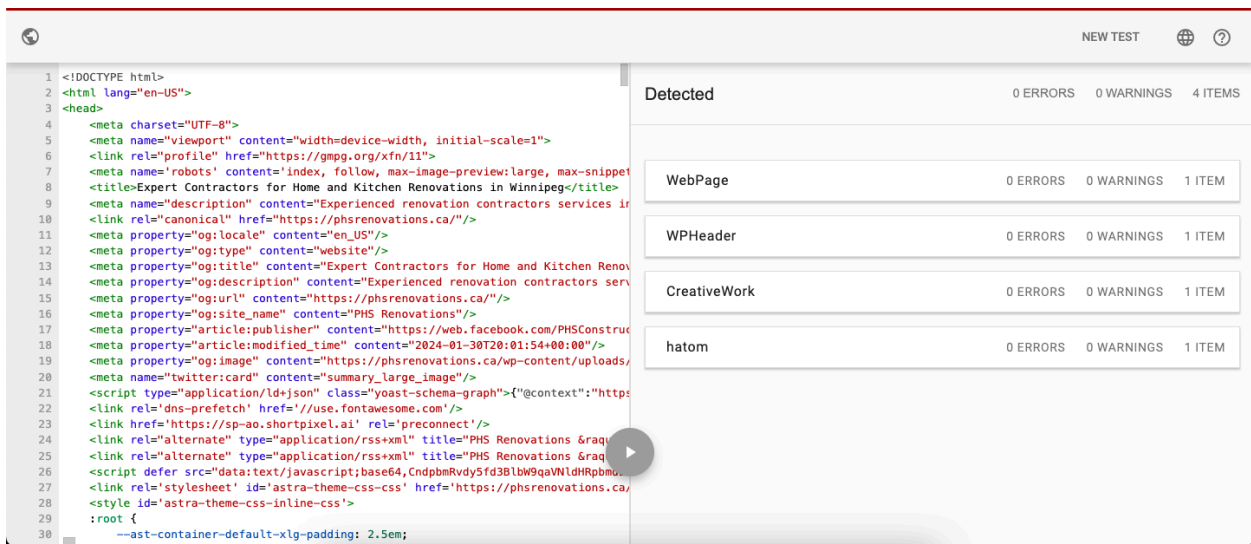 NEW TEST
1 <!DOCTYPE html>
2 <html lang="en-US">
3 <head>
4 <meta charset="UTF-8">
5 <meta name="viewport" content="width=device-width, initial-scale=1">
6 <link rel="profile" href="https://gmpg.org/xfn/11">
7 <meta name='robots' content='index, follow, max-image-preview:large, max-snippet
8 <title>Expert Contractors for Home and Kitchen Renovations in Winnipeg</title>
9 <meta name="description" content="Experienced renovation contractors services in
10 <link rel="canonical" href="https://phsrenovations.ca/"/>
11 <meta property="og:locale" content="en_US"/>
12 <meta property="og:type" content="website"/>
13 <meta property="og:title" content="Expert Contractors for Home and Kitchen Renov
14 <meta property="og:description" content="Experienced renovation contractors serv
15 <meta property="og:url" content="https://phsrenovations.ca/"/>
16 <meta property="og:site_name" content="PHS Renovations"/>
17 <meta property="article:publisher" content="https://web.facebook.com/PHSConstruc
18 <meta property="article:modified_time" content="2024-01-30T20:01:54+00:00"/>
19 <meta property="og:image" content="https://phsrenovations.ca/wp-content/uploads/
20 <meta name="twitter:card" content="summary_large_image"/>
21 <script type="application/ld+json" class="yoast-schema-graph">{"@context":"https
22 <link rel='dns-prefetch' href='//use.fontawesome.com'/>
23 <link href='https://sp-ao.shortpixel.ai' rel='preconnect'/>
24 <link rel="alternate" type="application/rss+xml" title="PHS Renovations &raqu
25 <link rel="alternate" type="application/rss+xml" title="PHS Renovations &raq
26 <script defer src="data:text/javascript;base64,
27 <link rel='stylesheet' id='astra-theme-css-css' href='https://phsrenovations.ca/
28 <style id='astra-theme-css-inline-css'>
29 :root {
30 --ast-container-default-xlg-padding: 2.5em;
Detected 0 ERRORS 0 WARNINGS 4 ITEMS
WebPage 0 ERRORS 0 WARNINGS 1 ITEM
WPHeader 0 ERRORS 0 WARNINGS 1 ITEM
CreativeWork 0 ERRORS 0 WARNINGS 1 ITEM
hatom 0 ERRORS 0 WARNINGS 1 ITEM